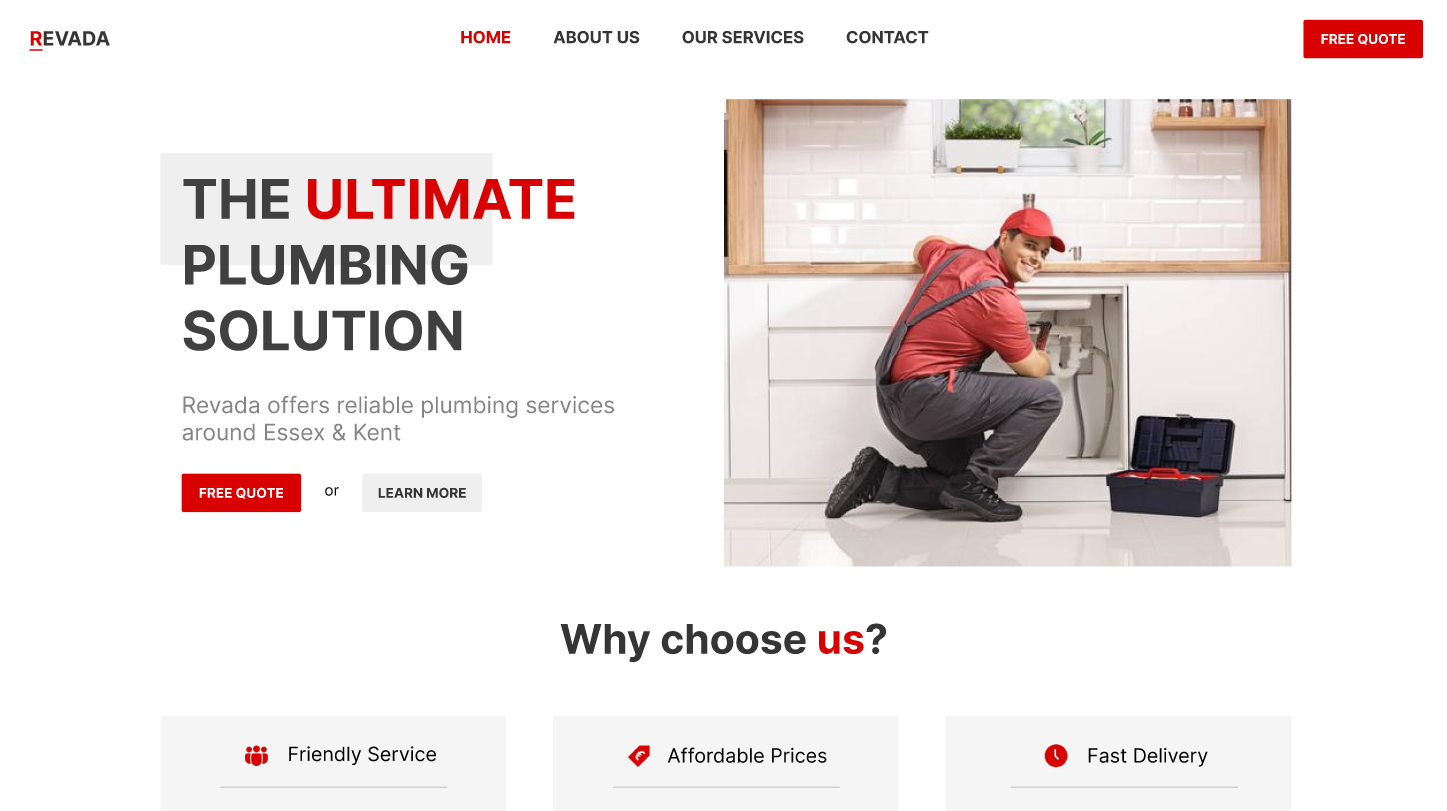 REVADA
HOME ABOUT US OUR SERVICES CONTACT
FREE QUOTE
THE ULTIMATE
PLUMBING
SOLUTION
Revada offers reliable plumbing services
around Essex & Kent
FREE QUOTE or LEARN MORE
Why choose us?
Friendly Service
Affordable Prices
Fast Delivery